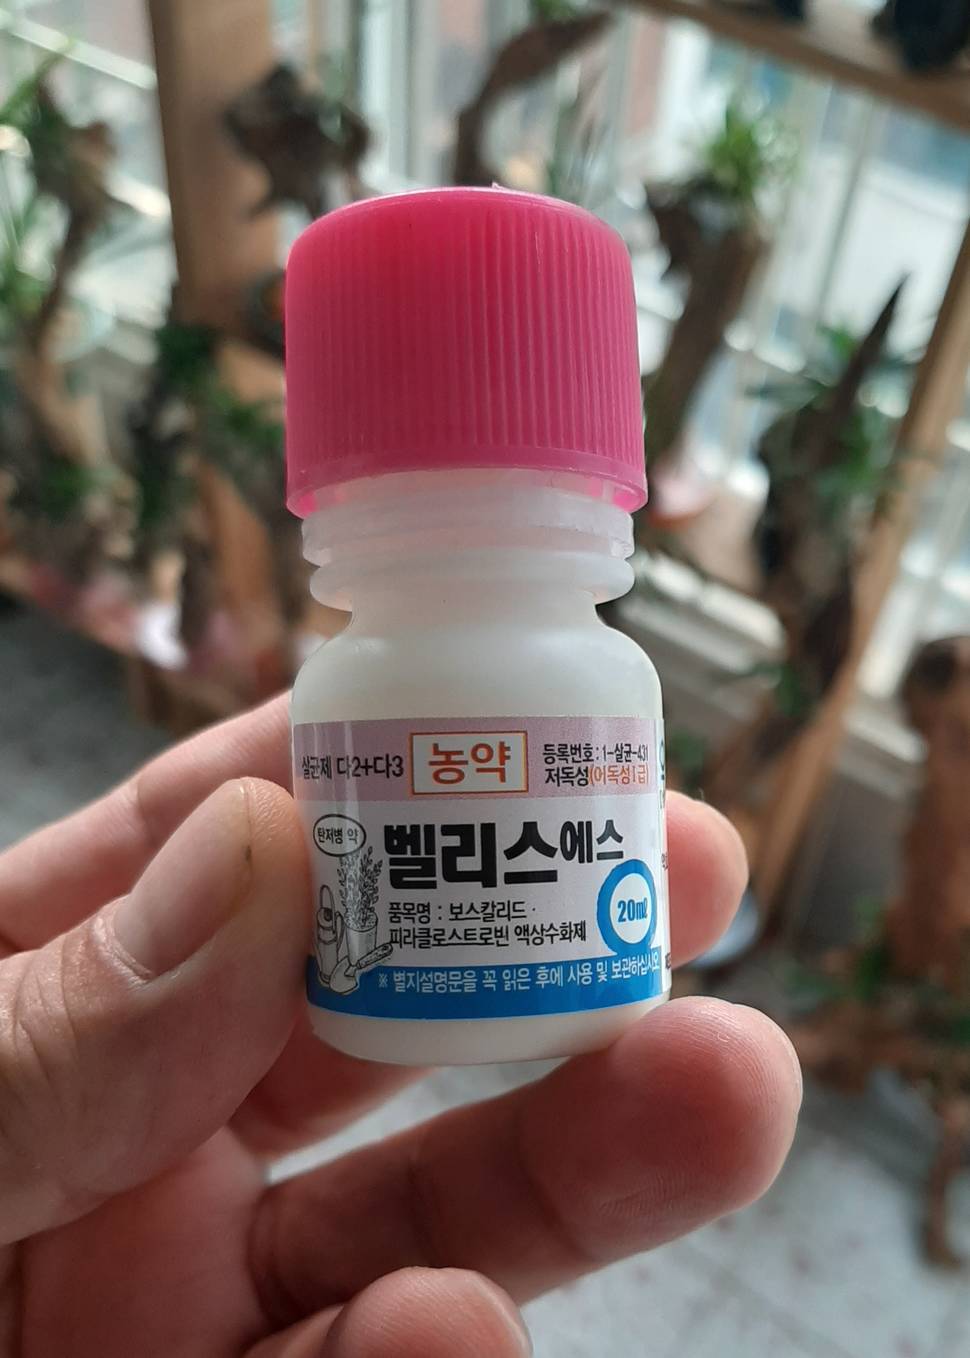 살균제 다2+다3
농약
등록번호:1-살균-431
저독성(어독성Ⅰ급)
탄저병 약
벨리스에스
20㎖
품목명 : 보스칼리드 ·
피라클로스트로빈 액상수화제
※ 별지설명문을 꼭 읽은 후에 사용 및 보관하십시오